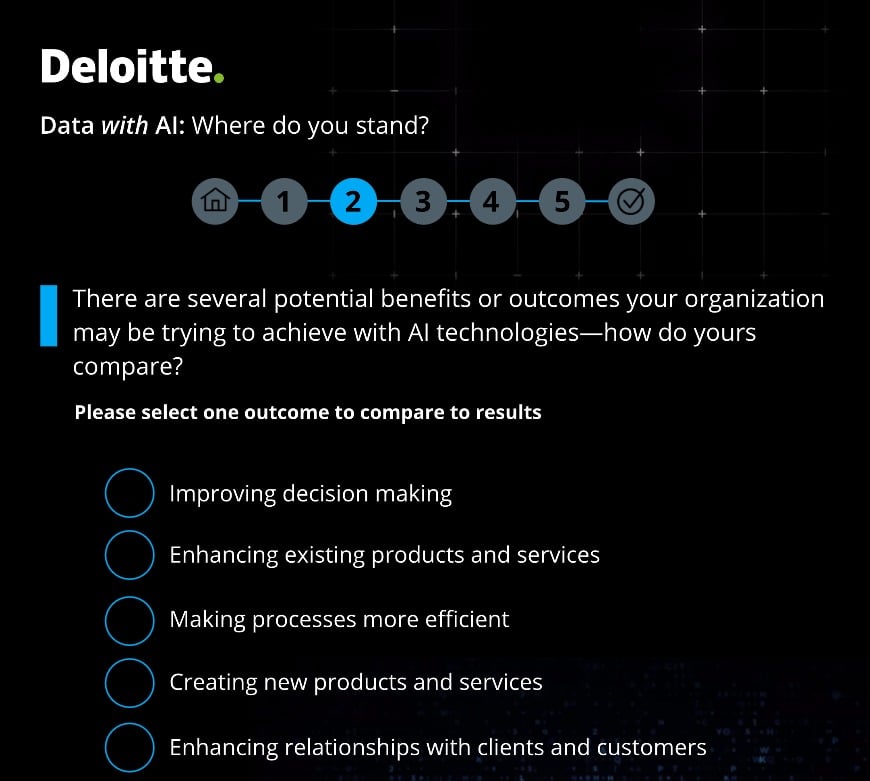 Deloitte.
Data with AI: Where do you stand?
1 2 3 4 5
There are several potential benefits or outcomes your organization
may be trying to achieve with AI technologies—how do yours
compare?
Please select one outcome to compare to results
Improving decision making
Enhancing existing products and services
Making processes more efficient
Creating new products and services
Enhancing relationships with clients and customers